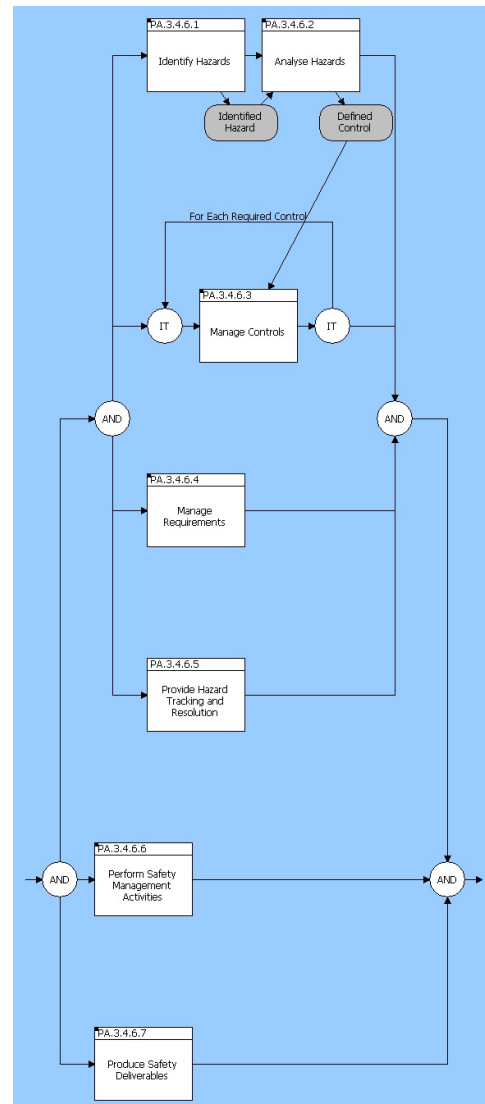 PA.3.4.6.1
Identify Hazards
PA.3.4.6.2
Analyse Hazards
Identified
Hazard
Defined
Control
For Each Required Control
IT
PA.3.4.6.3
Manage Controls
IT
AND
AND
PA.3.4.6.4
Manage
Requirements
PA.3.4.6.5
Provide Hazard
Tracking and
Resolution
AND
PA.3.4.6.6
Perform Safety
Management
Activities
AND
PA.3.4.6.7
Produce Safety
Deliverables